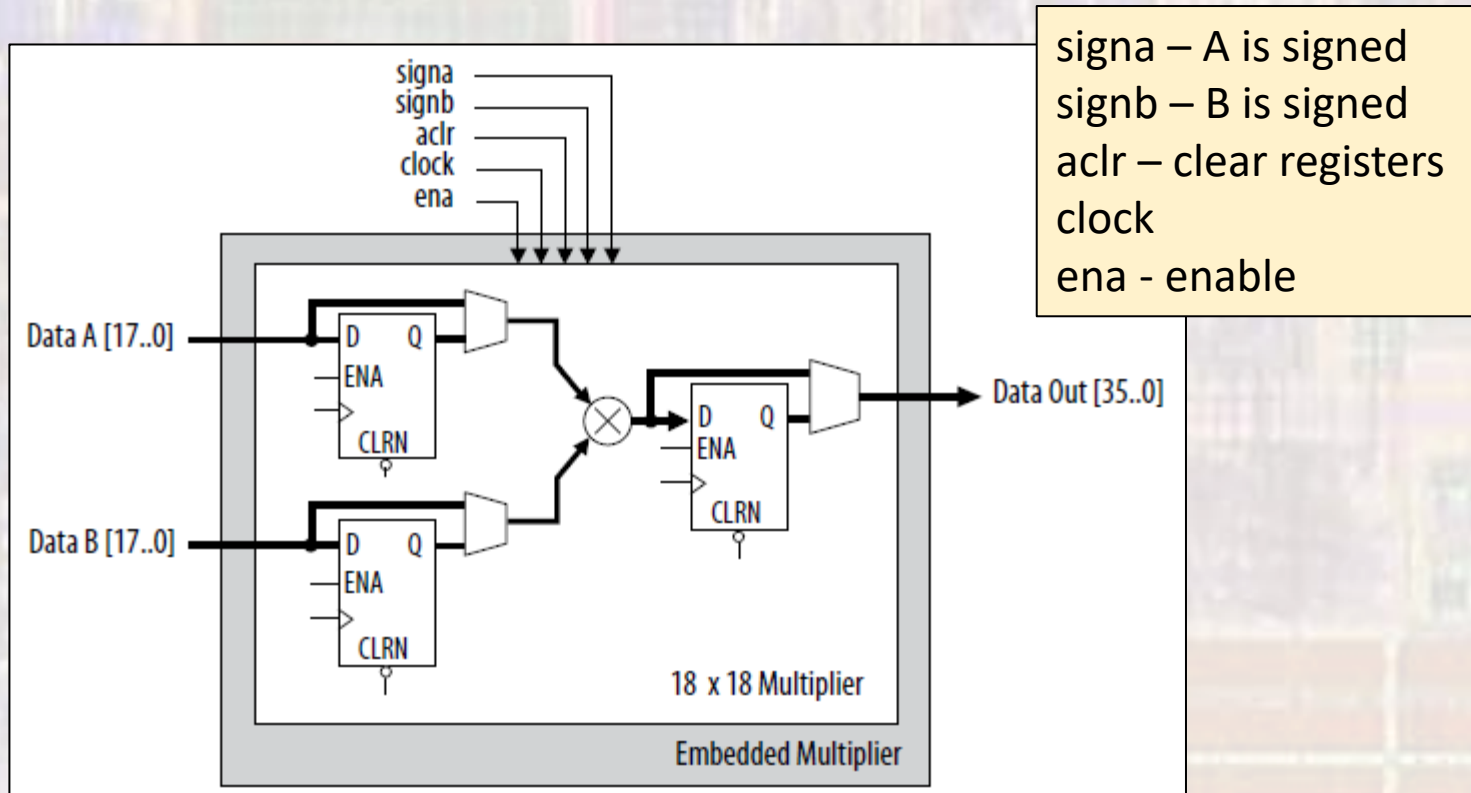 signa – A is signed
signb – B is signed
aclr – clear registers
clock
ena - enable
signa
signb
aclr
clock
ena
Data A [17..0]
D Q
ENA
CLRN
Data B [17..0]
D Q
ENA
CLRN
D Q
ENA
CLRN
Data Out [35..0]
18 x 18 Multiplier
Embedded Multiplier